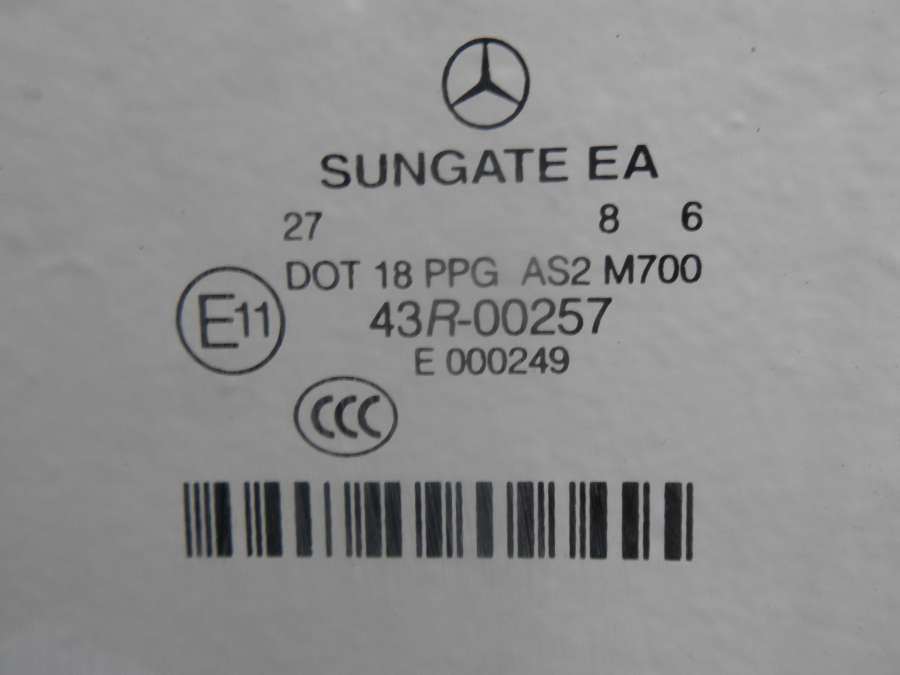 SUNGATE EA
27 8 6
DOT 18 PPG AS2 M700
E11
43R-00257
E 000249
CCC